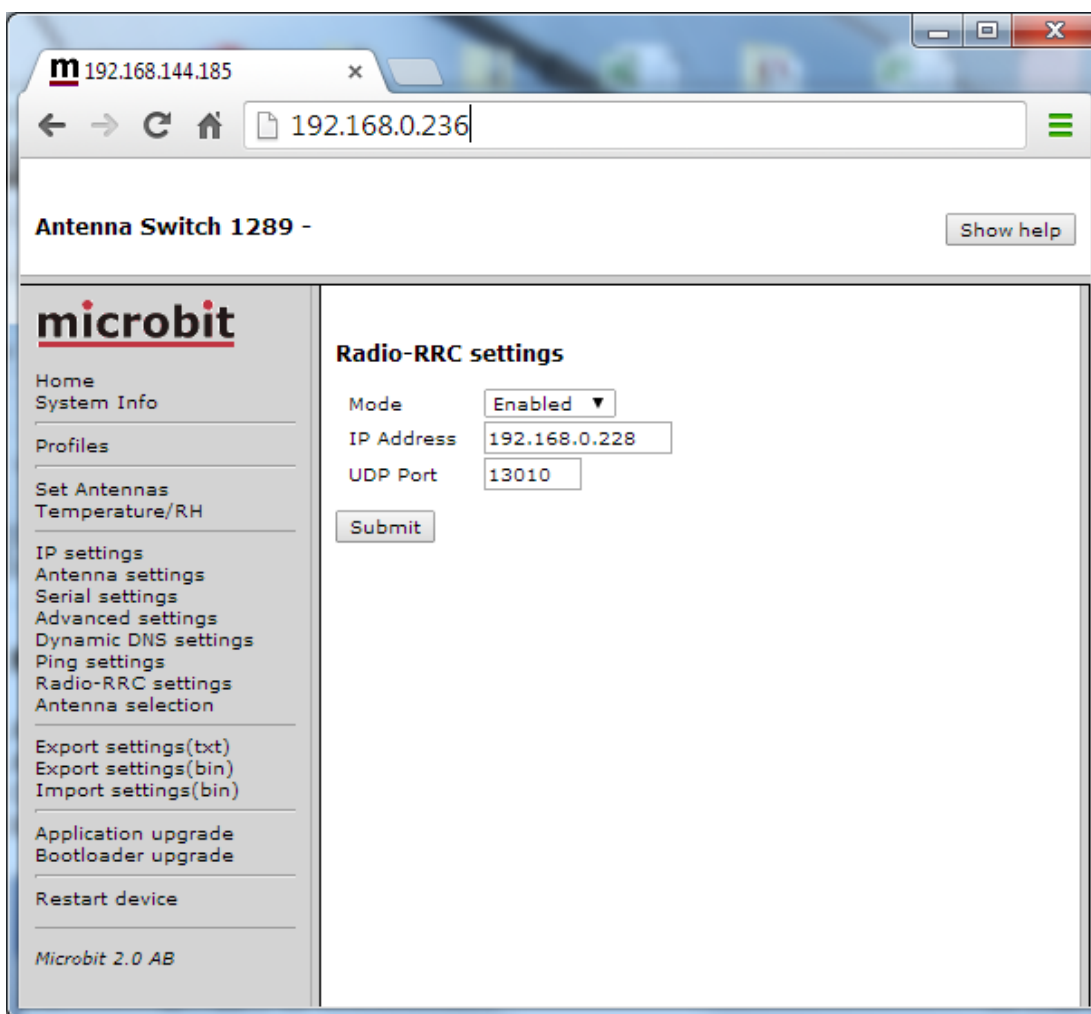 m 192.168.144.185
192.168.0.236
Antenna Switch 1289 -
Show help
microbit
Home
System Info
Profiles
Set Antennas
Temperature/RH
IP settings
Antenna settings
Serial settings
Advanced settings
Dynamic DNS settings
Ping settings
Radio-RRC settings
Antenna selection
Export settings(txt)
Export settings(bin)
Import settings(bin)
Application upgrade
Bootloader upgrade
Restart device
Microbit 2.0 AB
Radio-RRC settings
Mode Enabled
IP Address 192.168.0.228
UDP Port 13010
Submit